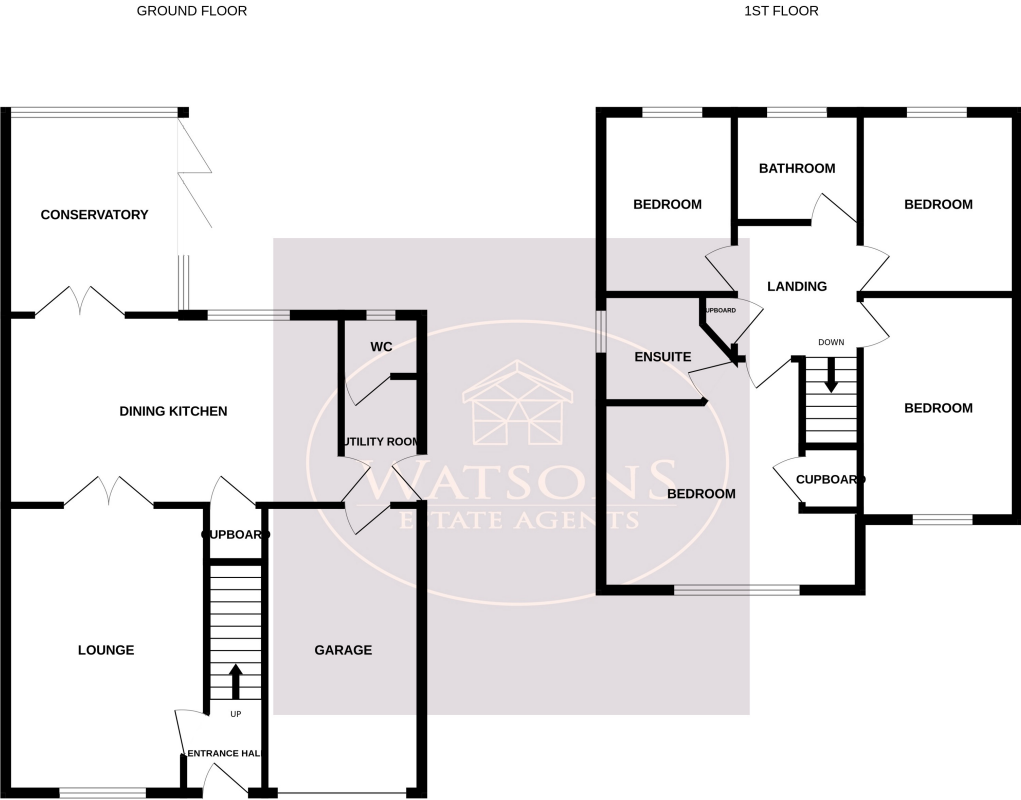 GROUND FLOOR
1ST FLOOR
CONSERVATORY
WC
DINING KITCHEN
UTILITY ROOM
CUPBOARD
LOUNGE
GARAGE
UP
ENTRANCE HALL
BEDROOM
BATHROOM
BEDROOM
LANDING
CUPBOARD
ENSUITE
DOWN
BEDROOM
CUPBOARD
BEDROOM
WATSONS
ESTATE AGENTS